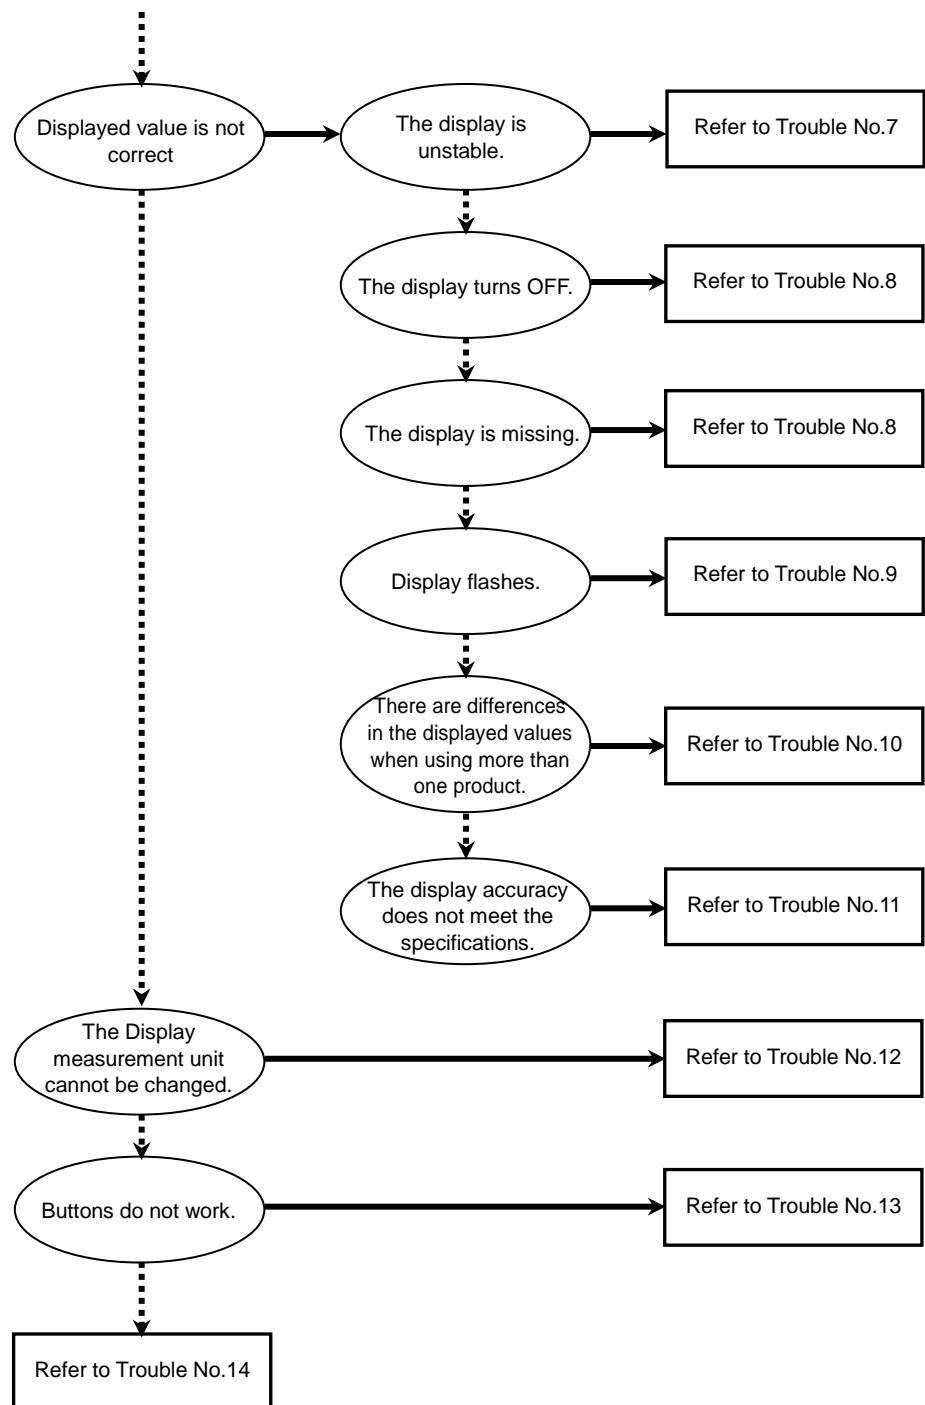 Displayed value is not
correct
The display is
unstable.
Refer to Trouble No.7
The display turns OFF.
Refer to Trouble No.8
The display is missing.
Refer to Trouble No.8
Display flashes.
Refer to Trouble No.9
There are differences
in the displayed values
when using more than
one product.
Refer to Trouble No.10
The display accuracy
does not meet the
specifications.
Refer to Trouble No.11
The Display
measurement unit
cannot be changed.
Refer to Trouble No.12
Buttons do not work.
Refer to Trouble No.13
Refer to Trouble No.14